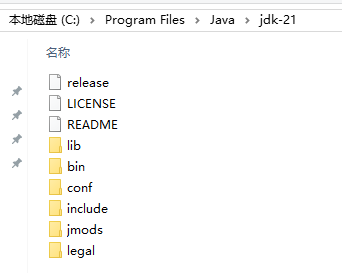 本地磁盘 (C:) > Program Files > Java > jdk-21
名称
release
LICENSE
README
lib
bin
conf
include
jmods
legal